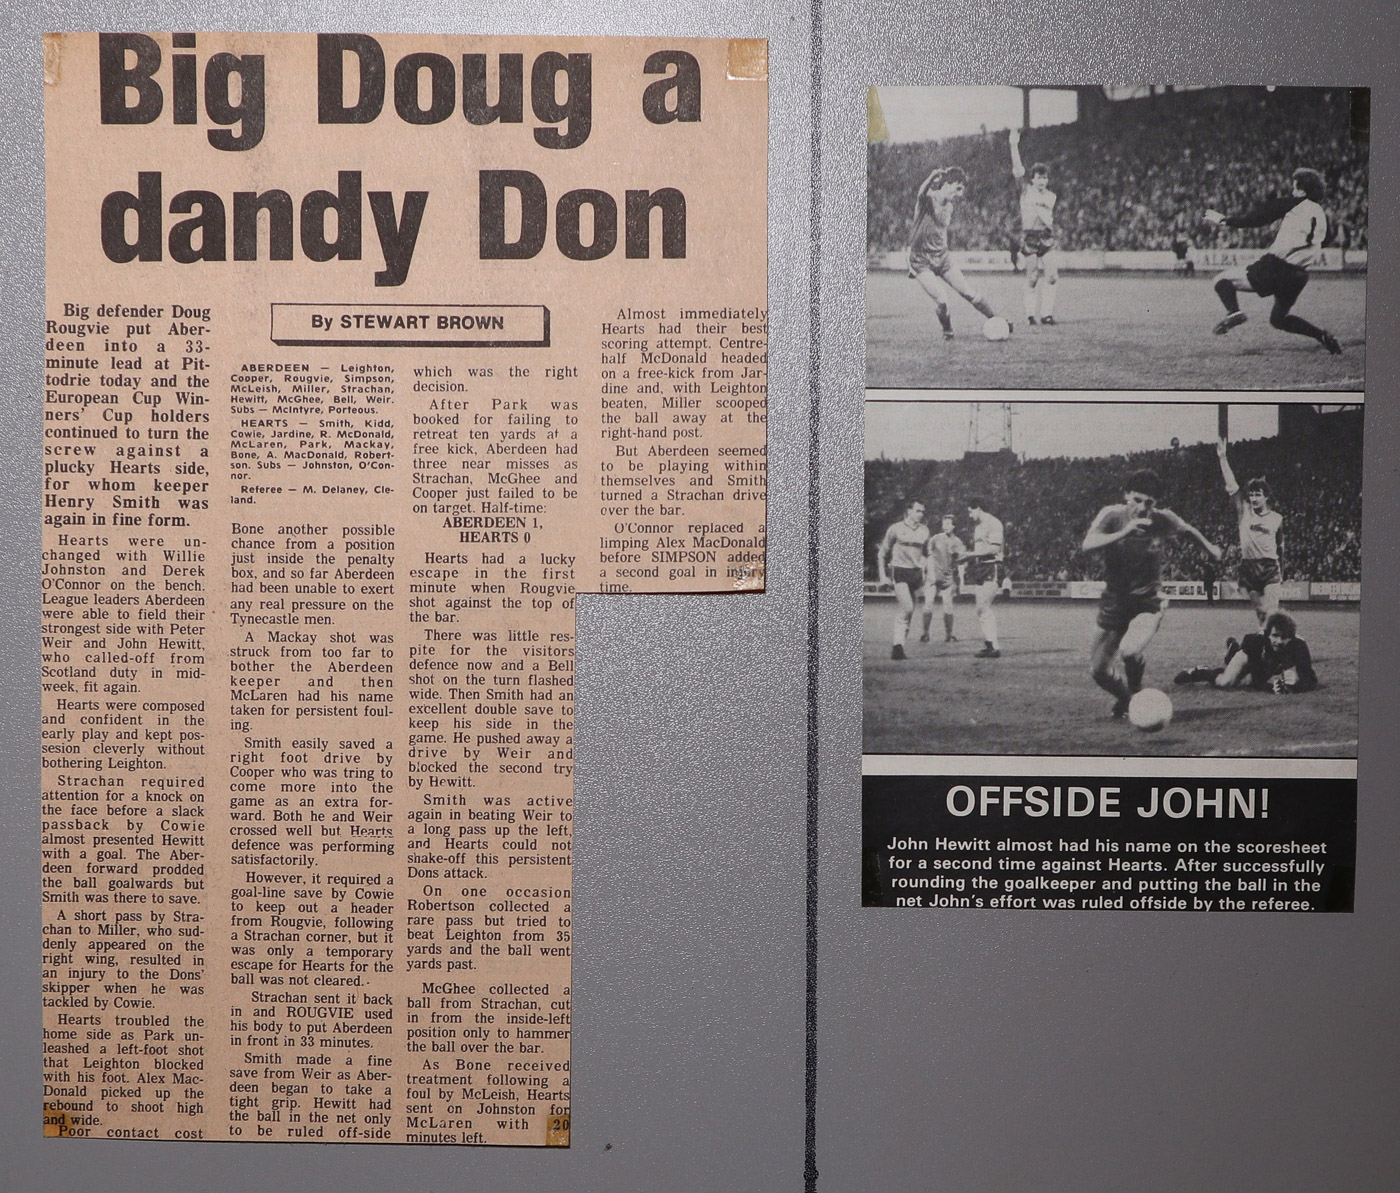 Big Doug a
dandy Don
By STEWART BROWN
Big defender Doug
Rougvie put Aber-
deen into a 33-
minute lead at Pit-
todrie today and the
European Cup Win-
ners' Cup holders
continued to turn the
screw against a
plucky Hearts side,
for whom keeper
Henry Smith was
again in fine form.
Hearts were un-
changed with Willie
Johnston and Derek
O'Connor on the bench.
League leaders Aberdeen
were able to field their
strongest side with Peter
Weir and John Hewitt,
who called-off from
Scotland duty in mid-
week, fit again.
Hearts were composed
and confident in the
early play and kept pos-
sesion cleverly without
bothering Leighton.
Strachan required
attention for a knock on
the face before a slack
passback by Cowie
almost presented Hewitt
with a goal. The Aber-
deen forward prodded
the ball goalwards but
Smith was there to save.
A short pass by Stra-
chan to Miller, who sud-
denly appeared on the
right wing, resulted in
an injury to the Dons'
skipper when he was
tackled by Cowie.
Hearts troubled the
home side as Park un-
leashed a left-foot shot
that Leighton blocked
with his foot. Alex Mac-
Donald picked up the
rebound to shoot high
and wide.
Poor contact cost
ABERDEEN — Leighton,
Cooper, Rougvie, Simpson,
McLeish, Miller, Strachan,
Hewitt, McGhee, Bell, Weir.
Subs — McIntyre, Porteous.
HEARTS — Smith, Kidd,
Cowie, Jardine, R. McDonald,
McLaren, Park, Mackay,
Bone, A. MacDonald, Robert-
son. Subs — Johnston, O'Con-
nor.
Referee — M. Delaney, Cle-
land.
Bone another possible
chance from a position
just inside the penalty
box, and so far Aberdeen
had been unable to exert
any real pressure on the
Tynecastle men.
A Mackay shot was
struck from too far to
bother the Aberdeen
keeper and then
McLaren had his name
taken for persistent foul-
ing.
Smith easily saved a
right foot drive by
Cooper who was tring to
come more into the
game as an extra for-
ward. Both he and Weir
crossed well but Hearts
defence was performing
satisfactorily.
However, it required a
goal-line save by Cowie
to keep out a header
from Rougvie, following
a Strachan corner, but it
was only a temporary
escape for Hearts for the
ball was not cleared.
Strachan sent it back
in and ROUGVIE used
his body to put Aberdeen
in front in 33 minutes.
Smith made a fine
save from Weir as Aber-
deen began to take a
tight grip. Hewitt had
the ball in the net only
to be ruled off-side
which was the right
decision.
After Park was
booked for failing to
retreat ten yards at a
free kick, Aberdeen had
three near misses as
Strachan, McGhee and
Cooper just failed to be
on target. Half-time:
ABERDEEN 1,
HEARTS 0
Hearts had a lucky
escape in the first
minute when Rougvie
shot against the top of
the bar.
There was little res-
pite for the visitors
defence now and a Bell
shot on the turn flashed
wide. Then Smith had an
excellent double save to
keep his side in the
game. He pushed away a
drive by Weir and
blocked the second try
by Hewitt.
Smith was active
again in beating Weir to
a long pass up the left,
and Hearts could not
shake-off this persistent
Dons attack.
On one occasion
Robertson collected a
rare pass but tried to
beat Leighton from 35
yards and the ball went
yards past.
McGhee collected a
ball from Strachan, cut
in from the inside-left
position only to hammer
the ball over the bar.
As Bone received
treatment following a
foul by McLeish, Hearts
sent on Johnston for
McLaren with 20
minutes left.
Almost immediately
Hearts had their best
scoring attempt. Centre-
half McDonald headed
on a free-kick from Jar-
dine and, with Leighton
beaten, Miller scooped
the ball away at the
right-hand post.
But Aberdeen seemed
to be playing within
themselves and Smith
turned a Strachan drive
over the bar.
O'Connor replaced a
limping Alex MacDonald
before SIMPSON added
a second goal in injury
time.
OFFSIDE JOHN!
John Hewitt almost had his name on the scoresheet
for a second time against Hearts. After successfully
rounding the goalkeeper and putting the ball in the
net John's effort was ruled offside by the referee.